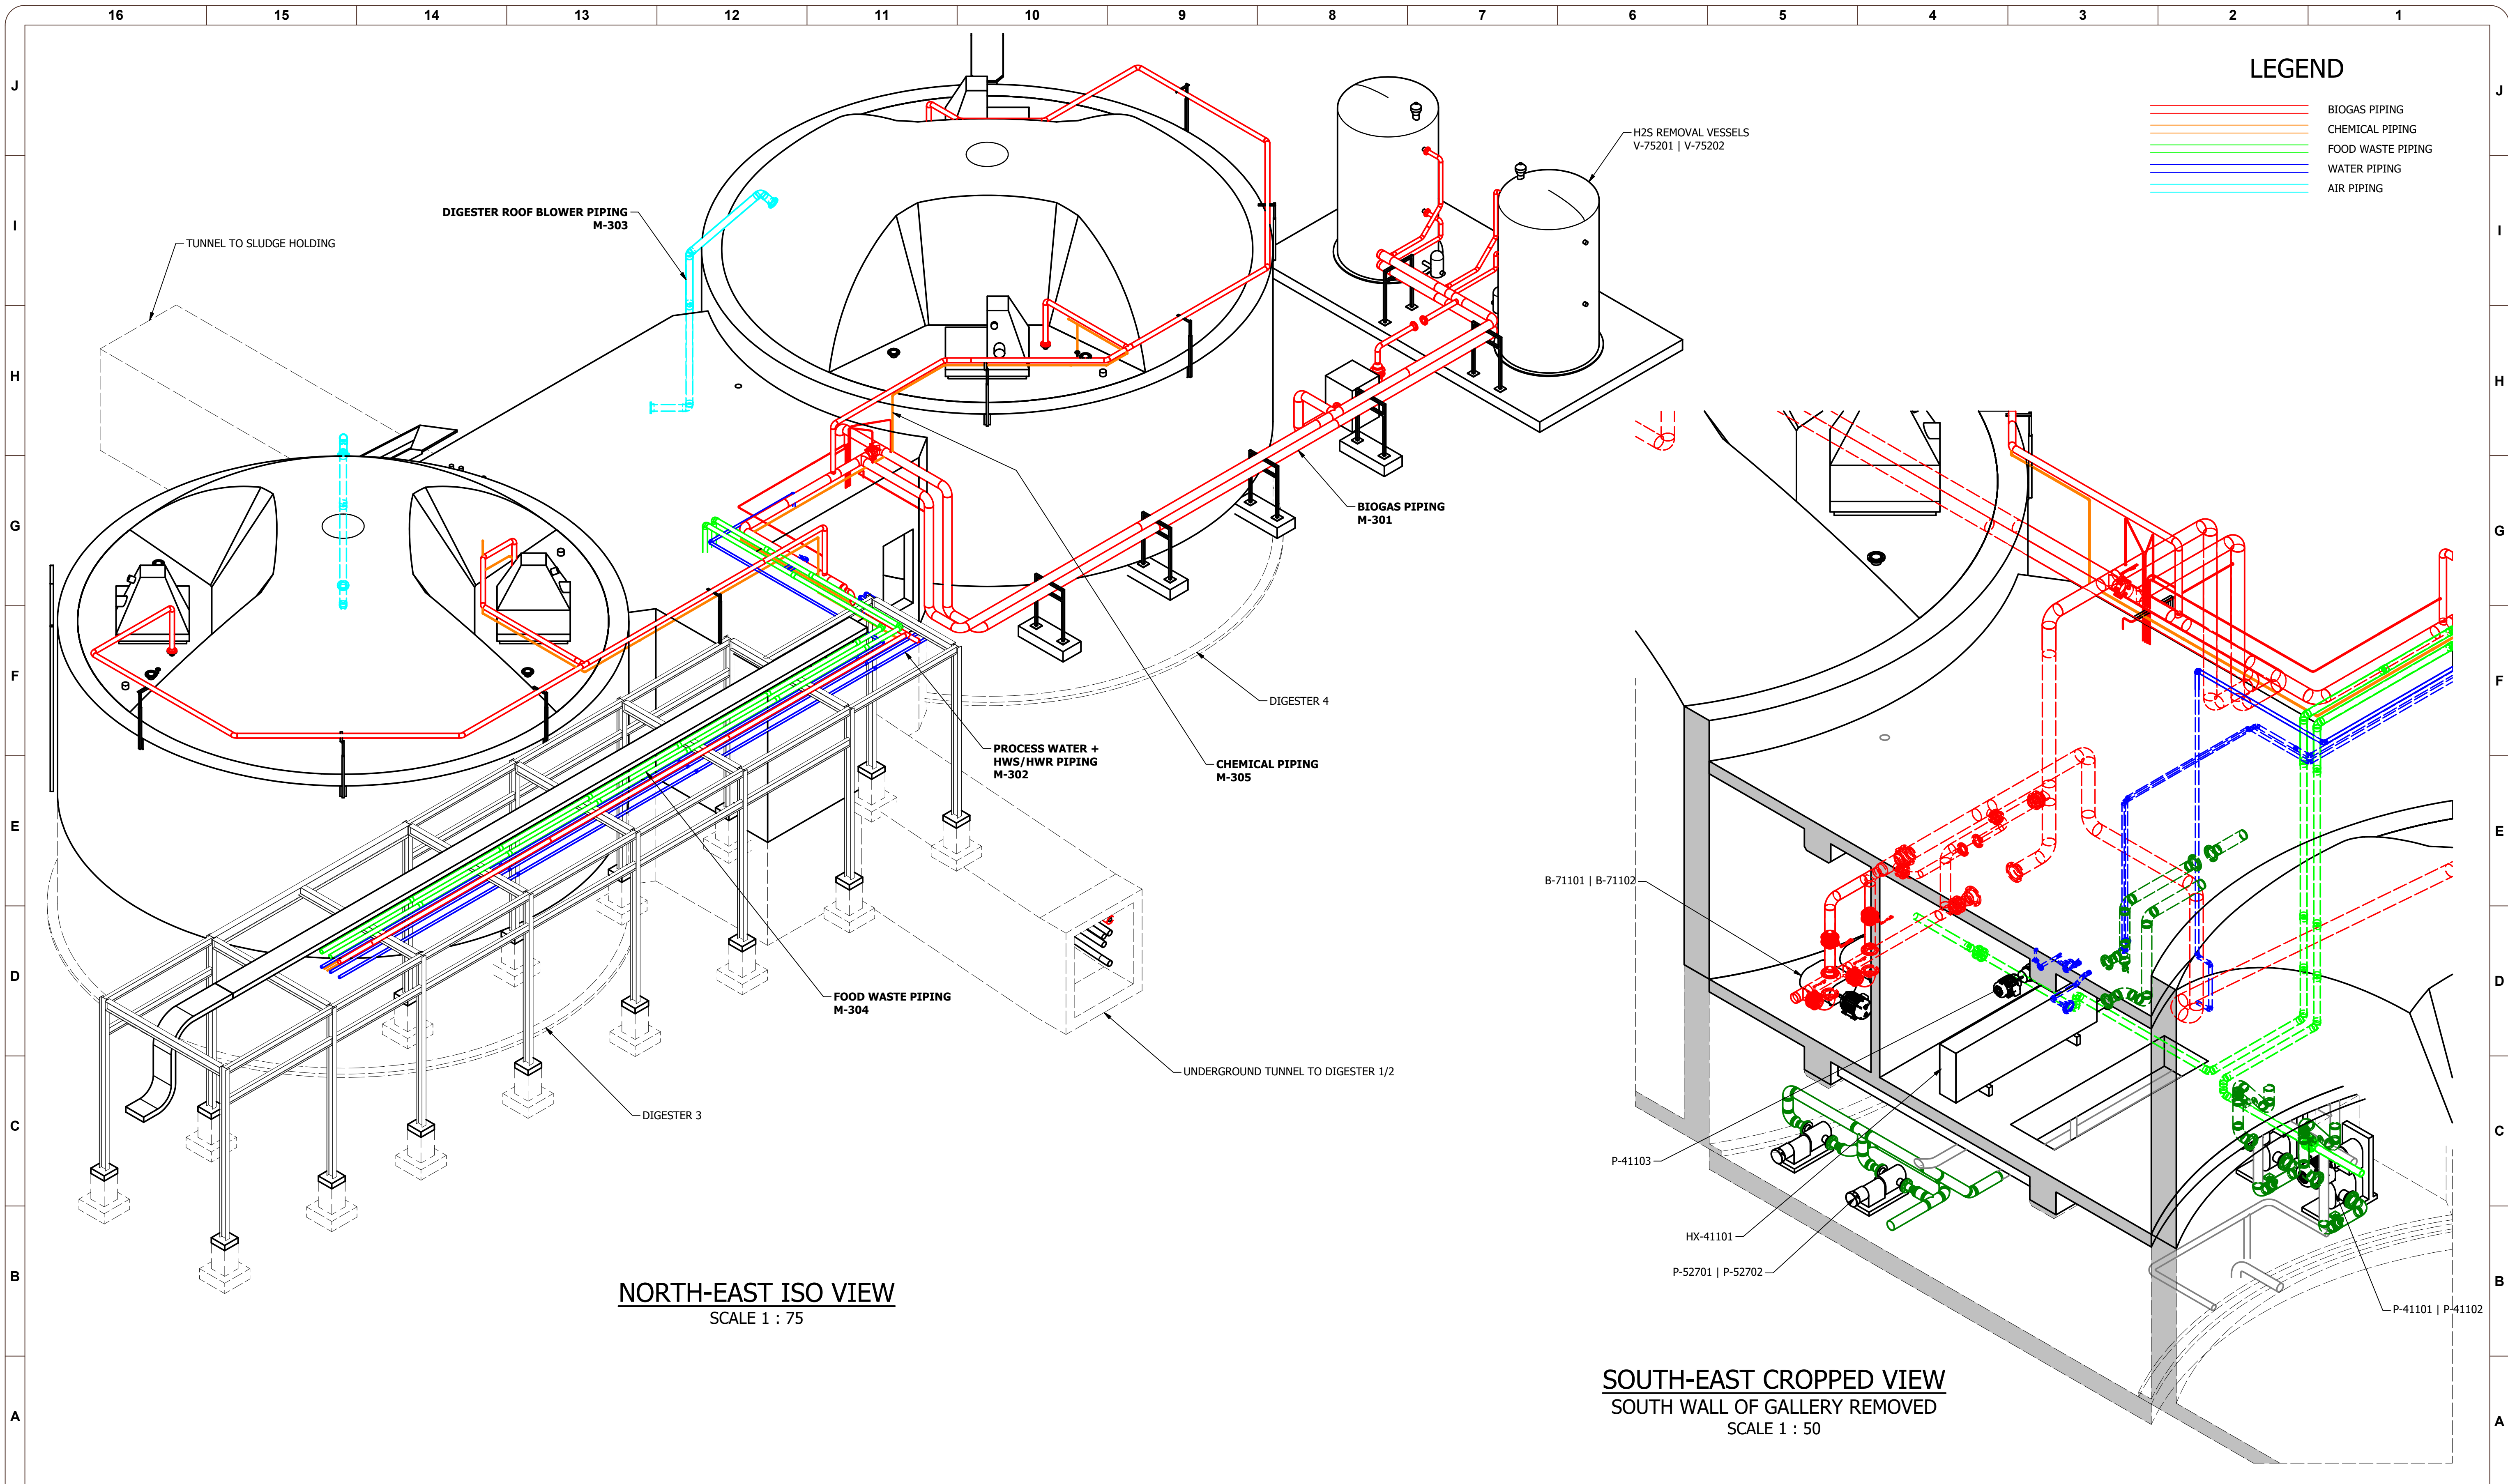 16 15 14 13 12 11 10 9 8 7 6 5 4 3 2 1
J
I
H
G
F
E
D
C
B
A
J
I
H
G
F
E
D
C
B
A
LEGEND
BIOGAS PIPING
CHEMICAL PIPING
FOOD WASTE PIPING
WATER PIPING
AIR PIPING
H2S REMOVAL VESSELS
V-75201 | V-75202
DIGESTER ROOF BLOWER PIPING
M-303
TUNNEL TO SLUDGE HOLDING
BIOGAS PIPING
M-301
DIGESTER 4
PROCESS WATER +
HWS/HWR PIPING
M-302
CHEMICAL PIPING
M-305
FOOD WASTE PIPING
M-304
UNDERGROUND TUNNEL TO DIGESTER 1/2
DIGESTER 3
NORTH-EAST ISO VIEW
SCALE 1 : 75
B-71101 | B-71102
P-41103
HX-41101
P-52701 | P-52702
P-41101 | P-41102
SOUTH-EAST CROPPED VIEW
SOUTH WALL OF GALLERY REMOVED
SCALE 1 : 50